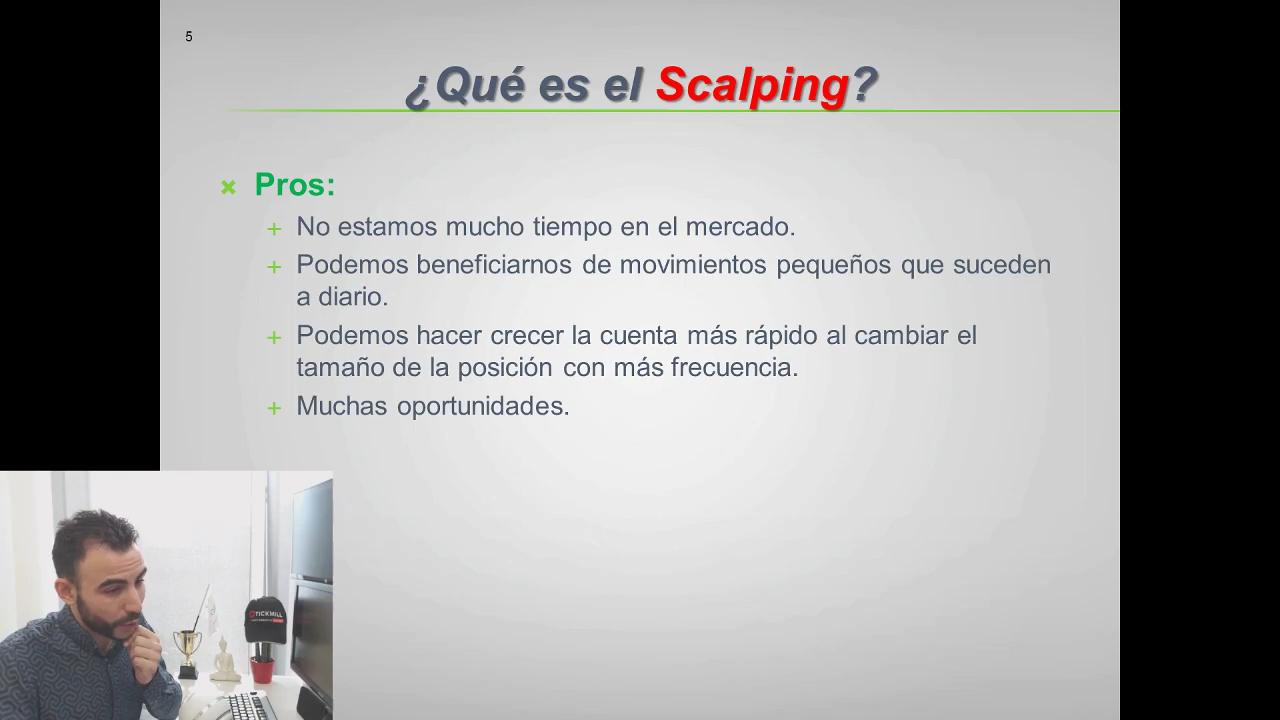 5
¿Qué es el Scalping?
Pros:
No estamos mucho tiempo en el mercado.
Podemos beneficiarnos de movimientos pequeños que suceden
a diario.
Podemos hacer crecer la cuenta más rápido al cambiar el
tamaño de la posición con más frecuencia.
Muchas oportunidades.
TICKMILL